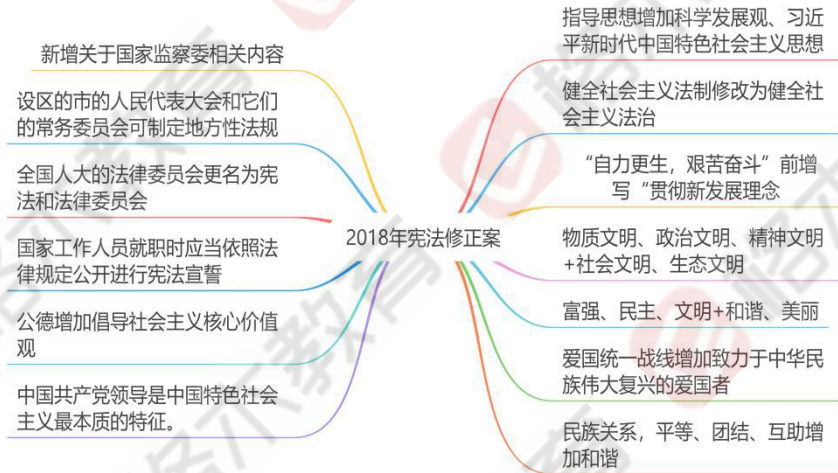 新增关于国家监察委相关内容
设区的市的人民代表大会和它们
的常务委员会可制定地方性法规
全国人大的法律委员会更名为宪
法和法律委员会
国家工作人员就职时应当依照法
律规定公开进行宪法宣誓
公德增加倡导社会主义核心价值
观
中国共产党领导是中国特色社会
主义最本质的特征。
2018年宪法修正案
指导思想增加科学发展观、习近
平新时代中国特色社会主义思想
健全社会主义法制修改为健全社
会主义法治
“自力更生，艰苦奋斗”前增
写“贯彻新发展理念
物质文明、政治文明、精神文明
+社会文明、生态文明
富强、民主、文明+和谐、美丽
爱国统一战线增加致力于中华民
族伟大复兴的爱国者
民族关系，平等、团结、互助增
加和谐
格木教育